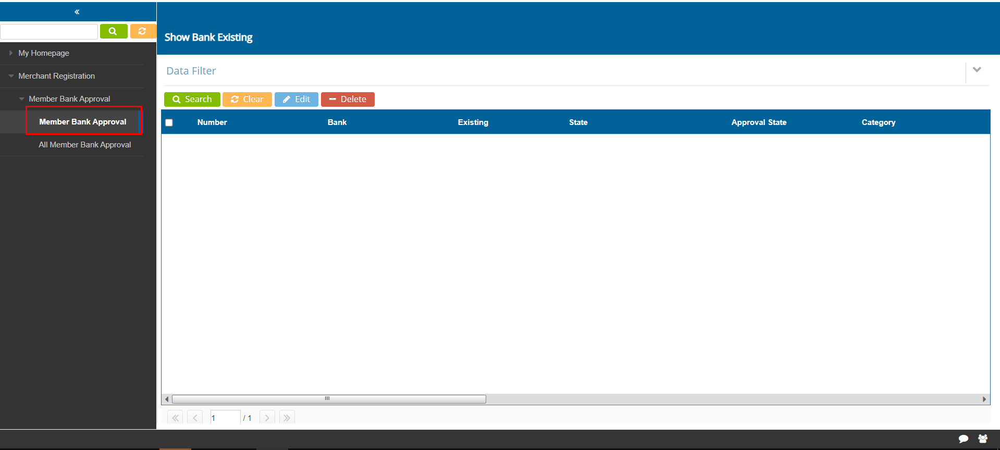 Show Bank Existing
My Homepage
Merchant Registration
Member Bank Approval
Member Bank Approval
All Member Bank Approval
Data Filter
Search Clear Edit Delete
Number Bank Existing State Approval State Category
1 / 1